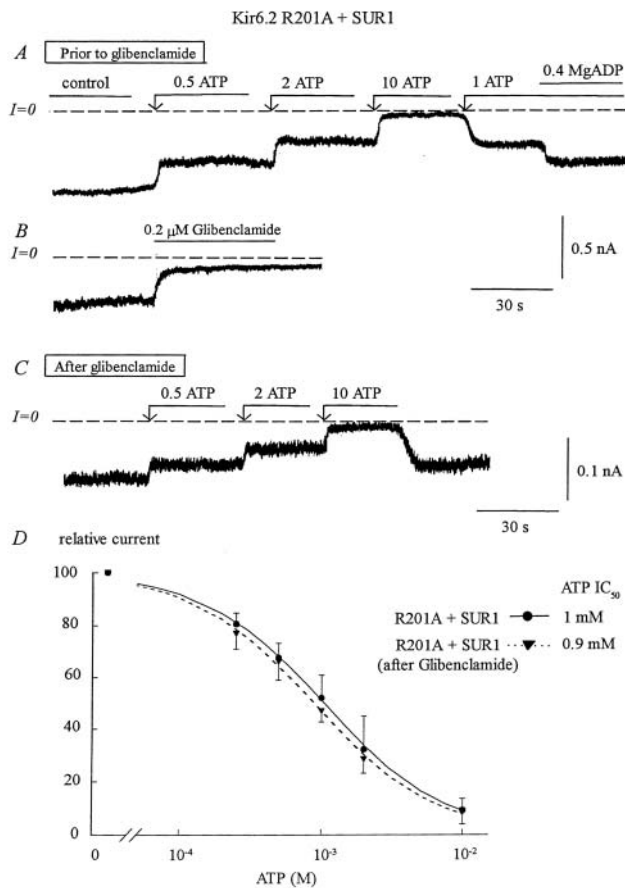 Kir6.2 R201A + SUR1
A Prior to glibenclamide
control 0.5 ATP 2 ATP 10 ATP 1 ATP 0.4 MgADP
I=0
B 0.2 μM Glibenclamide
I=0
0.5 nA
30 s
C After glibenclamide
0.5 ATP 2 ATP 10 ATP
I=0
0.1 nA
30 s
D relative current
100
80
60
40
20
0
0 10⁻⁴ 10⁻³ 10⁻²
ATP (M)
ATP IC₅₀
R201A + SUR1 1 mM
R201A + SUR1 0.9 mM
(after Glibenclamide)